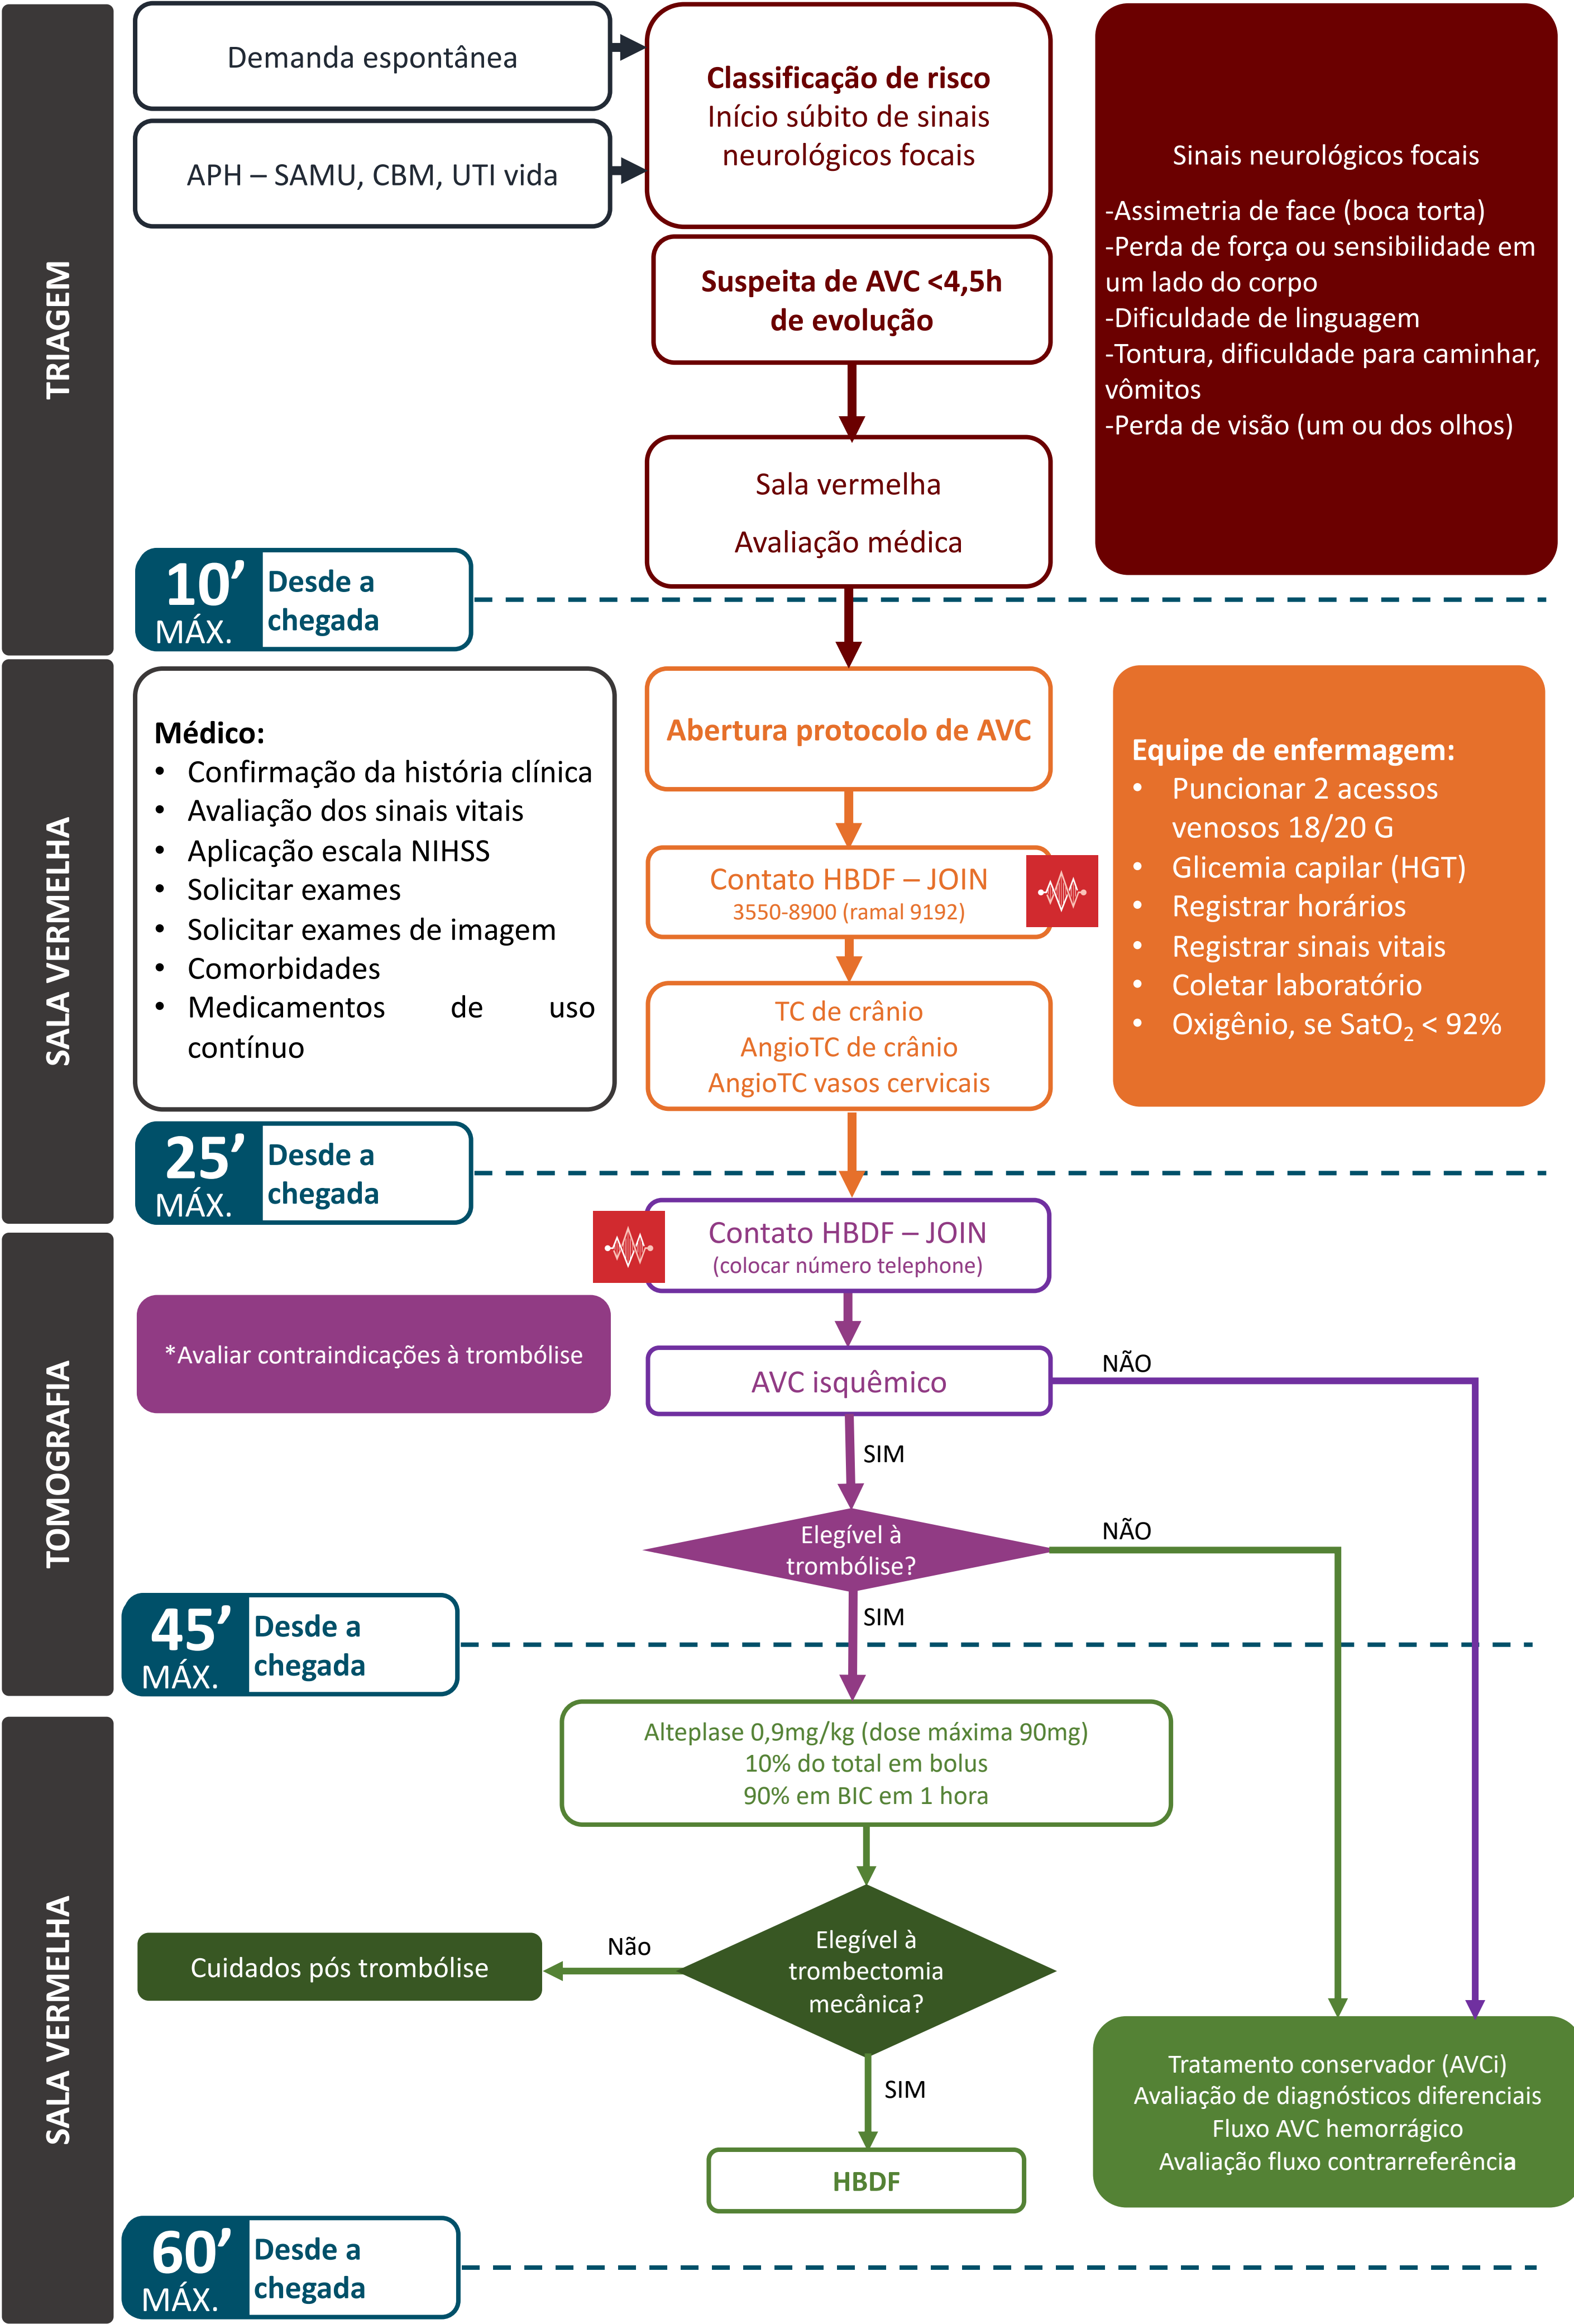 TRIAGEM
Demanda espontânea
APH – SAMU, CBM, UTI vida
Classificação de risco
Início súbito de sinais
neurológicos focais
Suspeita de AVC <4,5h
de evolução
Sala vermelha
Avaliação médica
Sinais neurológicos focais
-Assimetria de face (boca torta)
-Perda de força ou sensibilidade em
um lado do corpo
-Dificuldade de linguagem
-Tontura, dificuldade para caminhar,
vômitos
-Perda de visão (um ou dos olhos)
10’
MÁX.
Desde a
chegada
SALA VERMELHA
Médico:
• Confirmação da história clínica
• Avaliação dos sinais vitais
• Aplicação escala NIHSS
• Solicitar exames
• Solicitar exames de imagem
• Comorbidades
• Medicamentos de uso
contínuo
Abertura protocolo de AVC
Contato HBDF – JOIN
3550-8900 (ramal 9192)
TC de crânio
AngioTC de crânio
AngioTC vasos cervicais
Equipe de enfermagem:
• Puncionar 2 acessos
venosos 18/20 G
• Glicemia capilar (HGT)
• Registrar horários
• Registrar sinais vitais
• Coletar laboratório
• Oxigênio, se SatO₂ < 92%
25’
MÁX.
Desde a
chegada
TOMOGRAFIA
Contato HBDF – JOIN
(colocar número telephone)
*Avaliar contraindicações à trombólise
AVC isquêmico
NÃO
SIM
Elegível à
trombólise?
NÃO
SIM
45’
MÁX.
Desde a
chegada
SALA VERMELHA
Alteplase 0,9mg/kg (dose máxima 90mg)
10% do total em bolus
90% em BIC em 1 hora
Elegível à
trombectomia
mecânica?
Não
Cuidados pós trombólise
SIM
HBDF
Tratamento conservador (AVCi)
Avaliação de diagnósticos diferenciais
Fluxo AVC hemorrágico
Avaliação fluxo contrarreferência
60’
MÁX.
Desde a
chegada